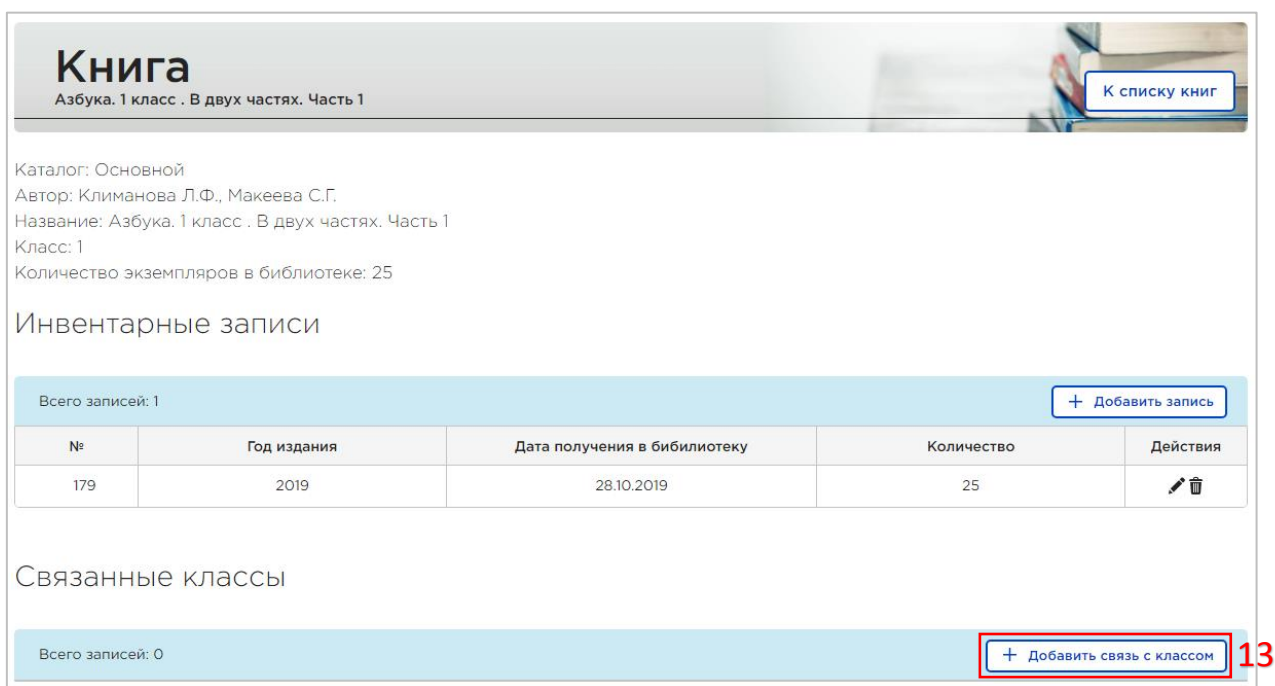 Книга
Азбука. 1 класс . В двух частях. Часть 1
К списку книг
Каталог: Основной
Автор: Климанова Л.Ф., Макеева С.Г.
Название: Азбука. 1 класс . В двух частях. Часть 1
Класс: 1
Количество экземпляров в библиотеке: 25
Инвентарные записи
Всего записей: 1
+ Добавить запись
№ Год издания Дата получения в бибилиотеку Количество Действия
179 2019 28.10.2019 25
Связанные классы
Всего записей: 0
+ Добавить связь с классом 13